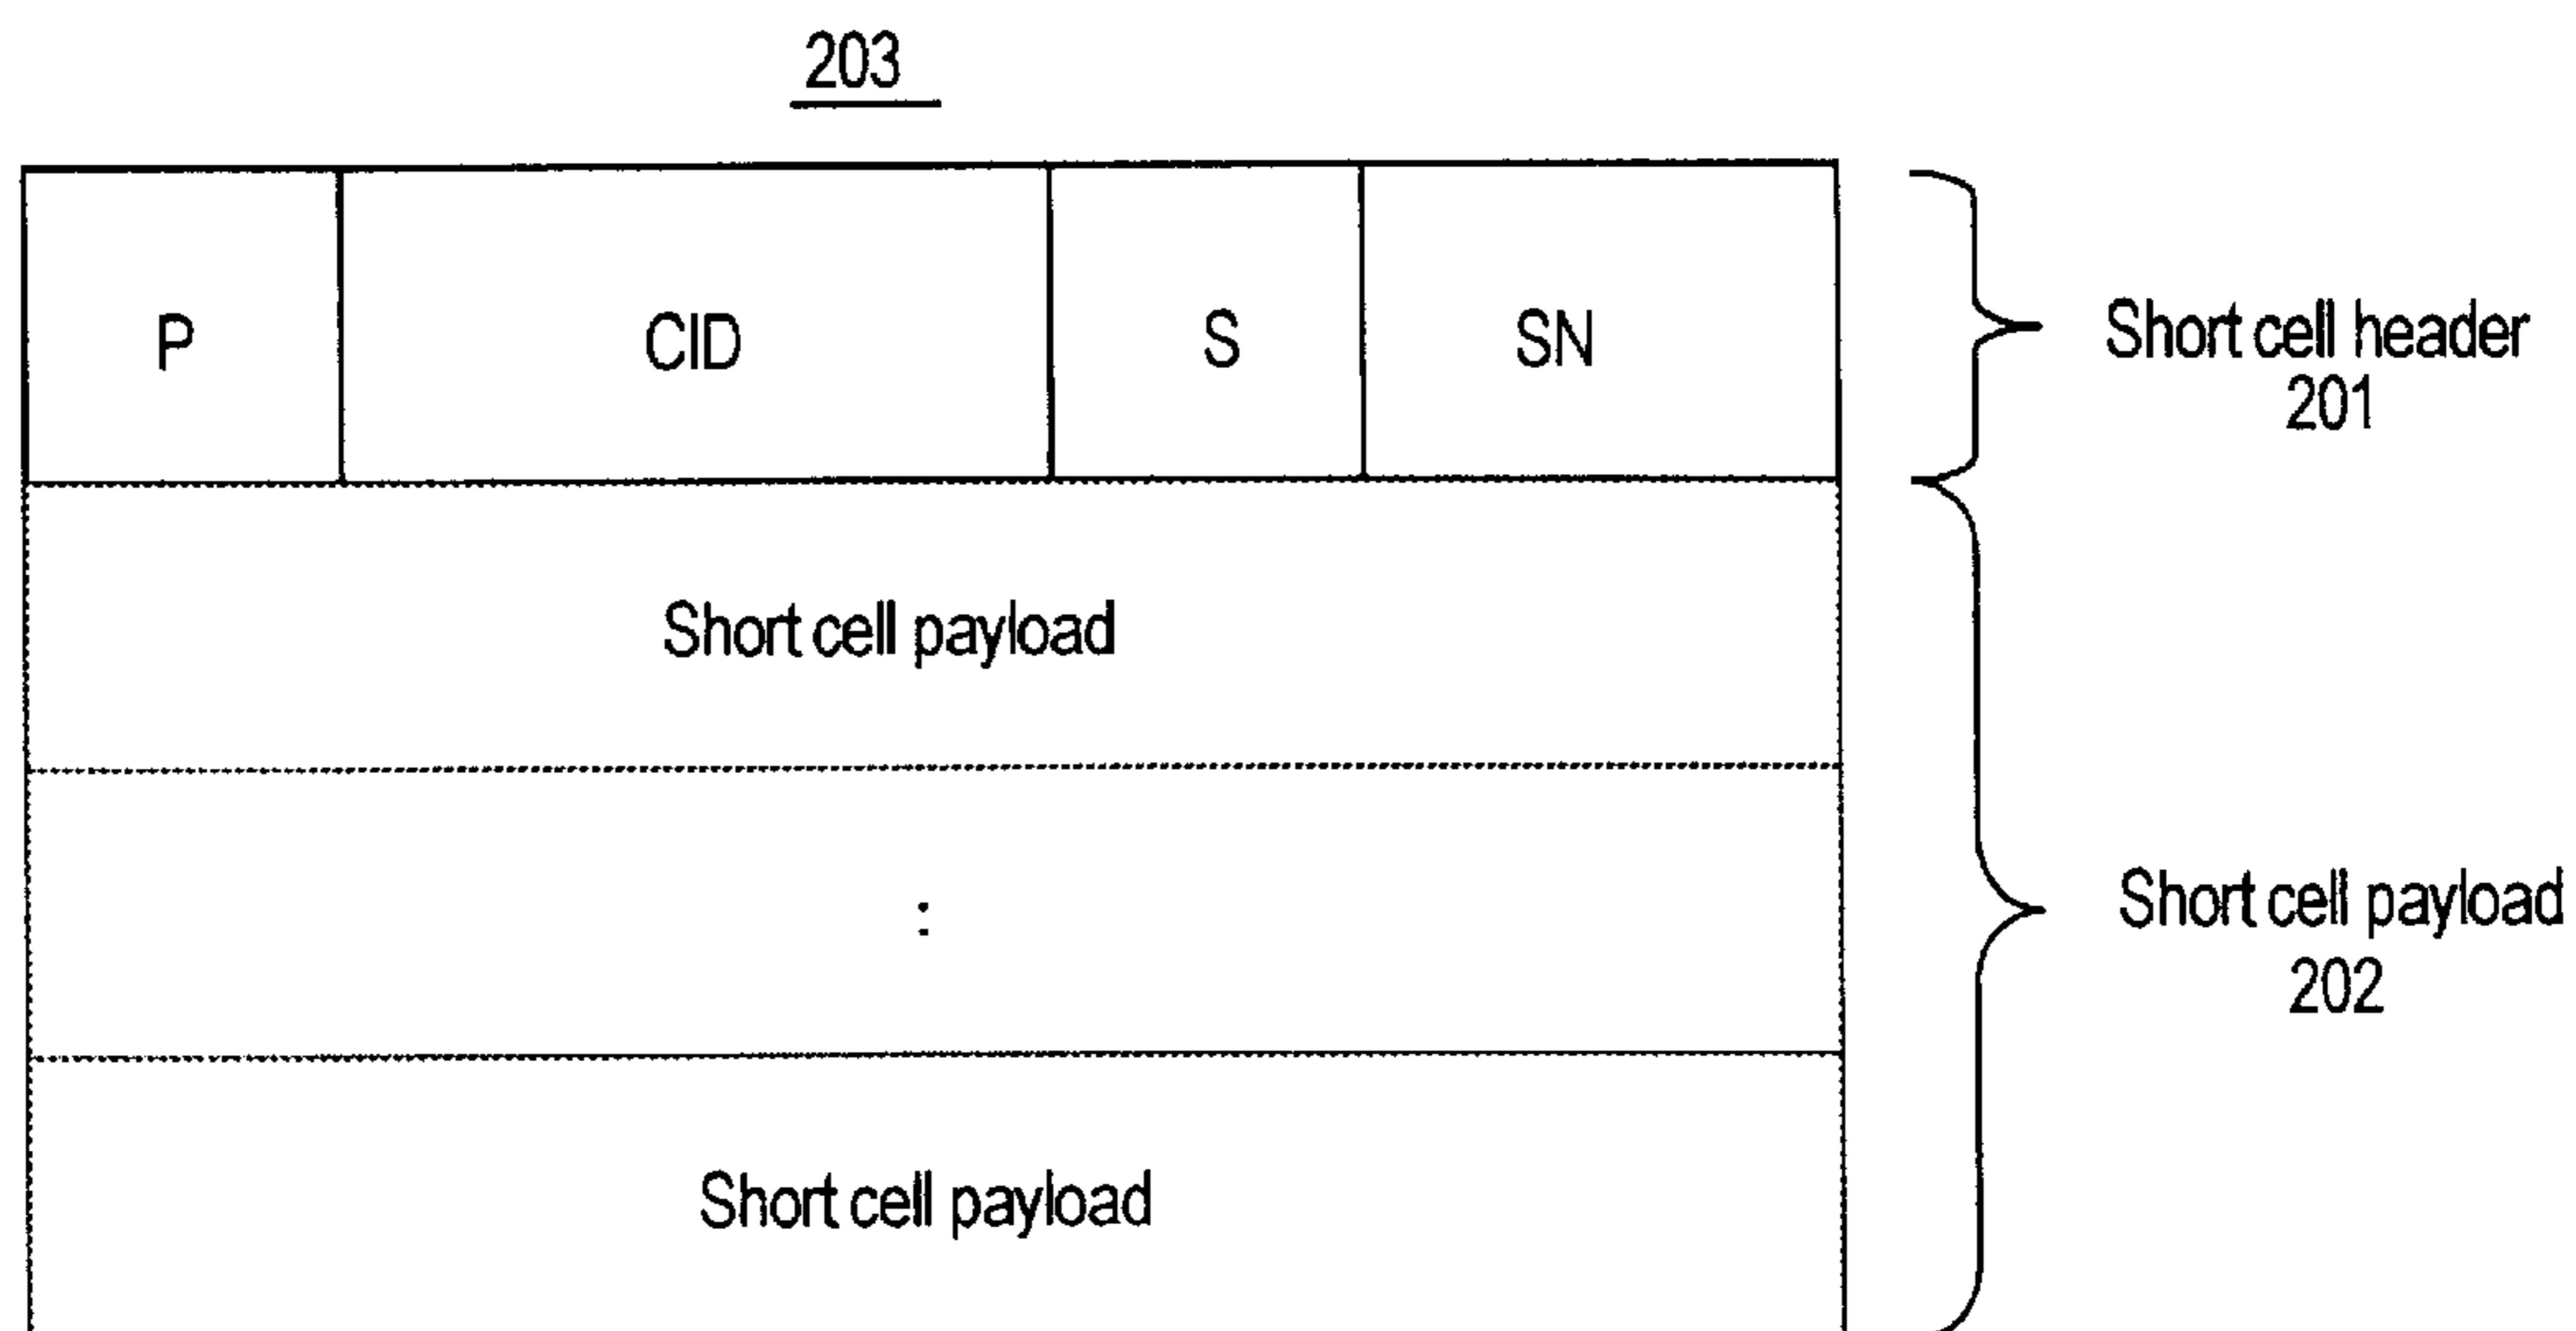 203
P CID S SN
Short cell header
201
Short cell payload
:
Short cell payload
202
Short cell payload